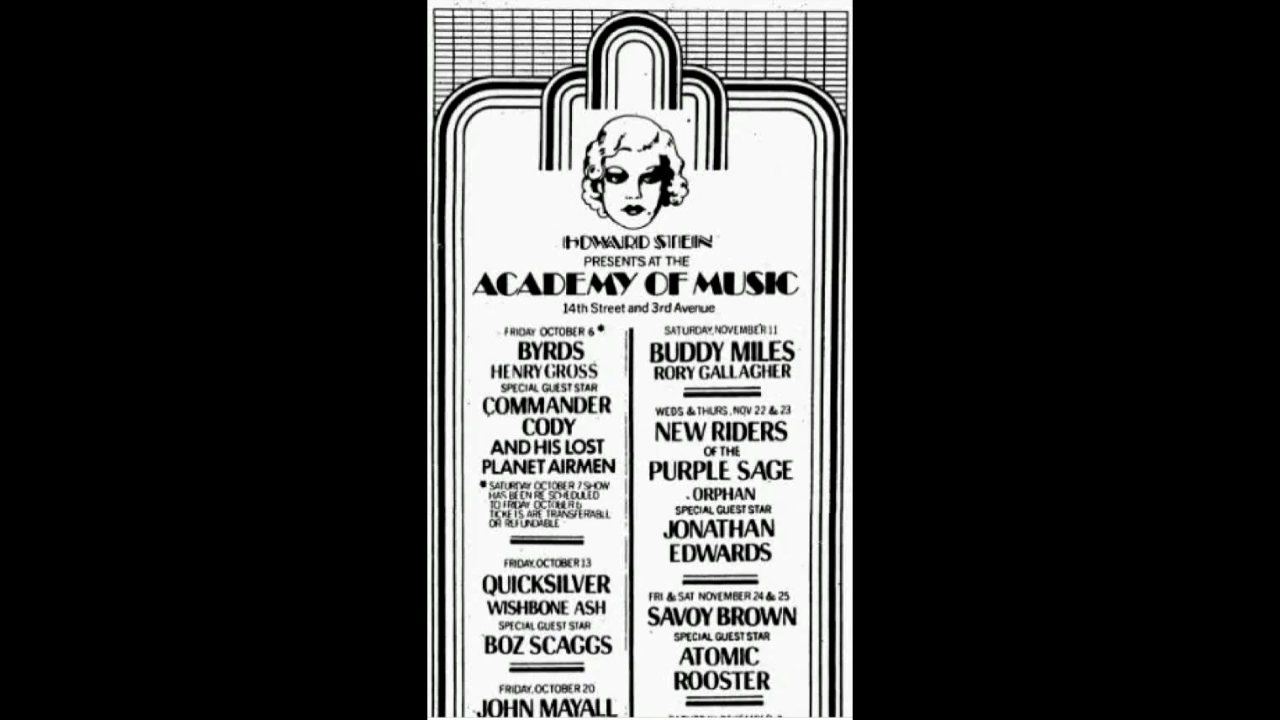 HOWARD STEIN
PRESENTS AT THE
ACADEMY OF MUSIC
14th Street and 3rd Avenue
FRIDAY OCTOBER 6*
BYRDS
HENRY GROSS
SPECIAL GUEST STAR
COMMANDER
CODY
AND HIS LOST
PLANET AIRMEN
* SATURDAY OCTOBER 7 SHOW
HAS BEEN RE SCHEDULED
TO FRIDAY OCTOBER 6
TICKETS ARE TRANSFERABLE
OR REFUNDABLE
FRIDAY, OCTOBER 13
QUICKSILVER
WISHBONE ASH
SPECIAL GUEST STAR
BOZ SCAGGS
FRIDAY, OCTOBER 20
JOHN MAYALL
SATURDAY, NOVEMBER 11
BUDDY MILES
RORY GALLAGHER
WEDS & THURS, NOV 22 & 23
NEW RIDERS
OF THE
PURPLE SAGE
ORPHAN
SPECIAL GUEST STAR
JONATHAN
EDWARDS
FRI & SAT NOVEMBER 24 & 25
SAVOY BROWN
SPECIAL GUEST STAR
ATOMIC
ROOSTER